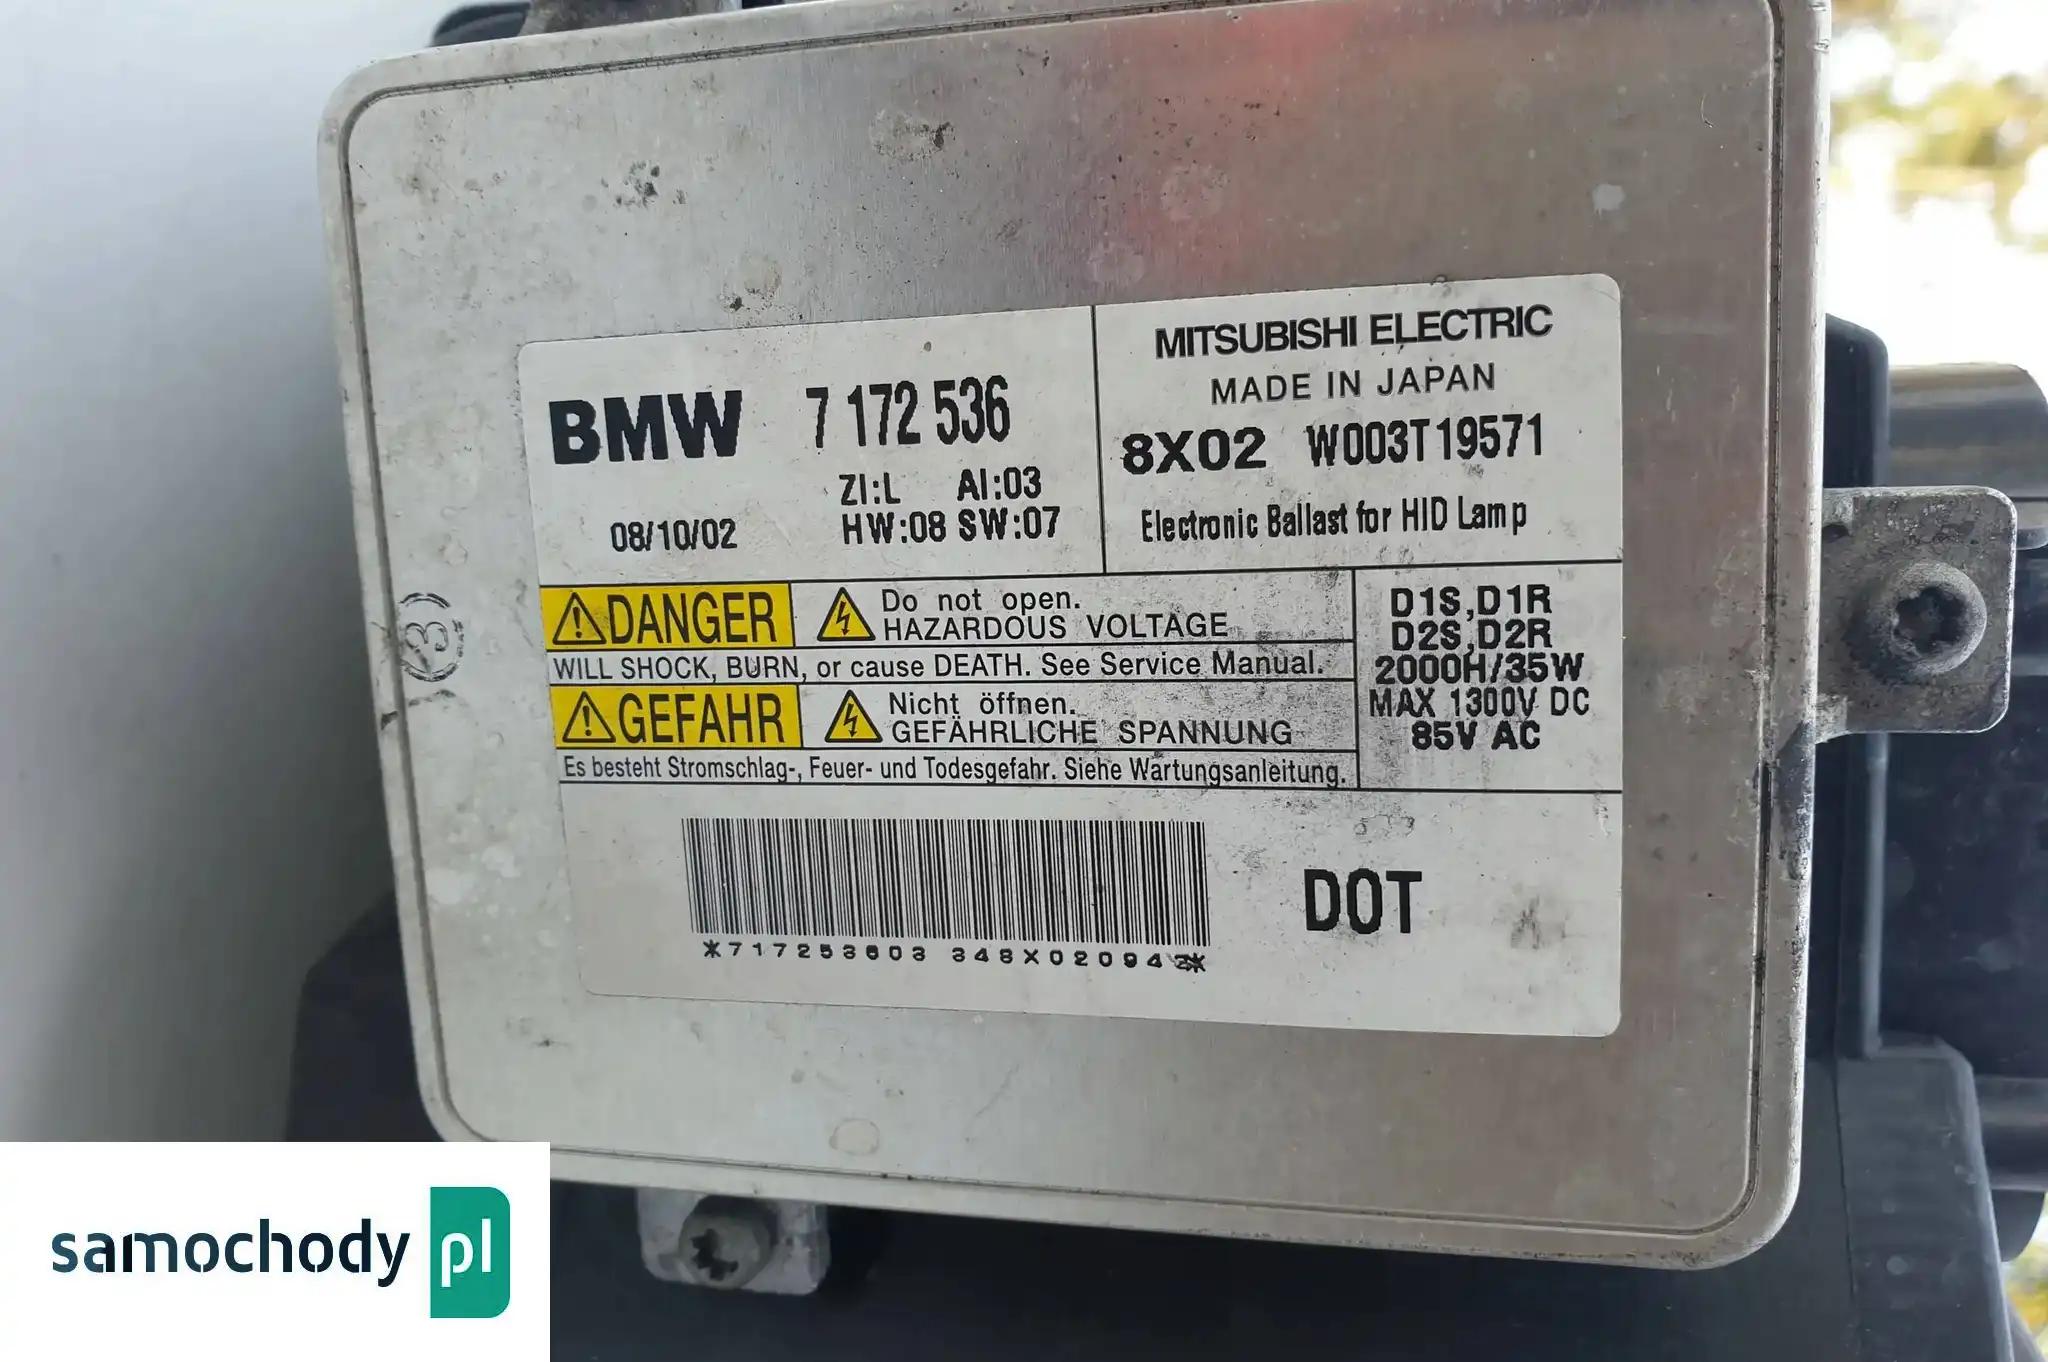 BMW 7 172 536
ZI:L AI:03
08/10/02 HW:08 SW:07
MITSUBISHI ELECTRIC
MADE IN JAPAN
8X02 W003T19571
Electronic Ballast for HID Lamp
DANGER Do not open.
HAZARDOUS VOLTAGE
WILL SHOCK, BURN, or cause DEATH. See Service Manual.
GEFAHR Nicht öffnen.
GEFÄHRLICHE SPANNUNG
Es besteht Stromschlag-, Feuer- und Todesgefahr. Siehe Wartungsanleitung.
D1S,D1R
D2S,D2R
2000H/35W
MAX 1300V DC
85V AC
*717253603 348X020942*
DOT
3
samochody pl